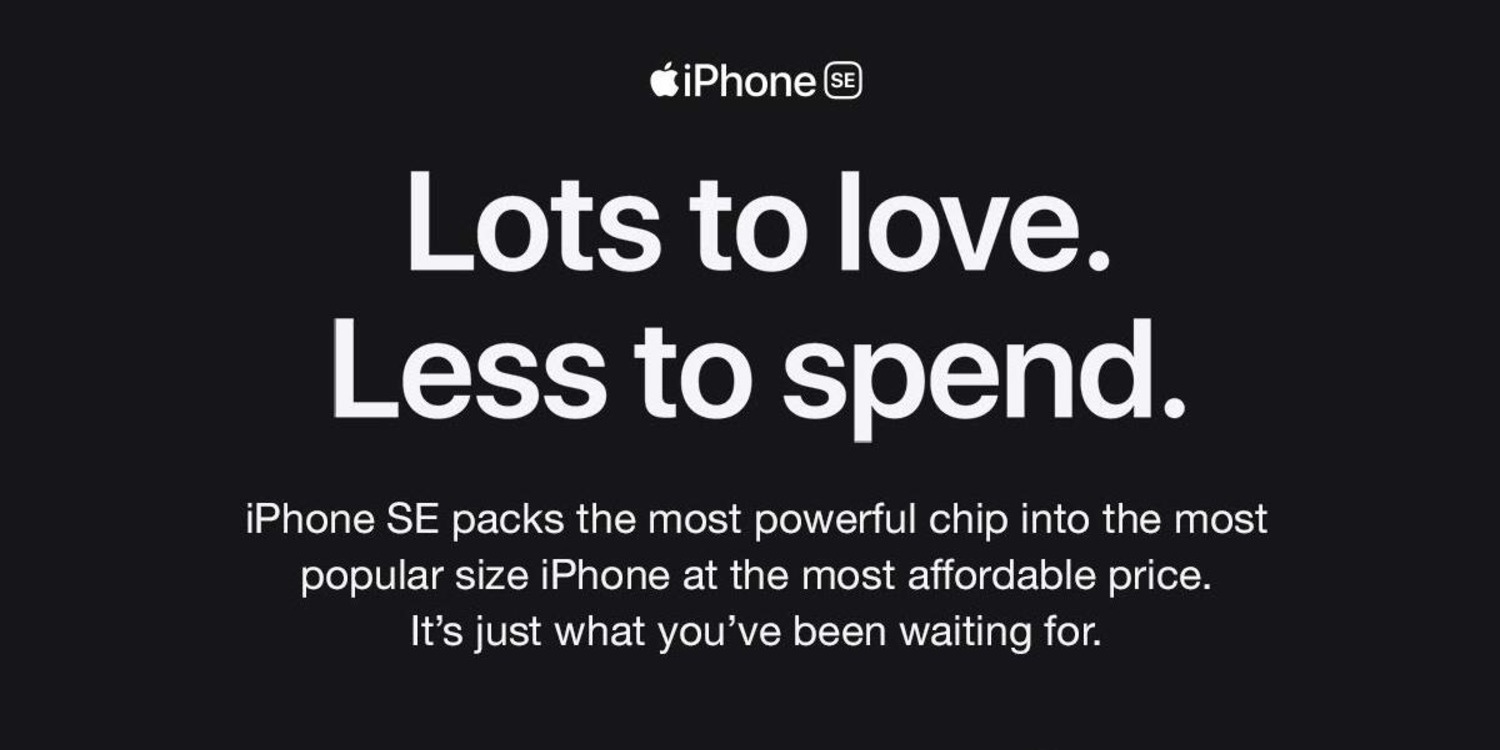 iPhone SE
Lots to love.
Less to spend.
iPhone SE packs the most powerful chip into the most
popular size iPhone at the most affordable price.
It’s just what you’ve been waiting for.